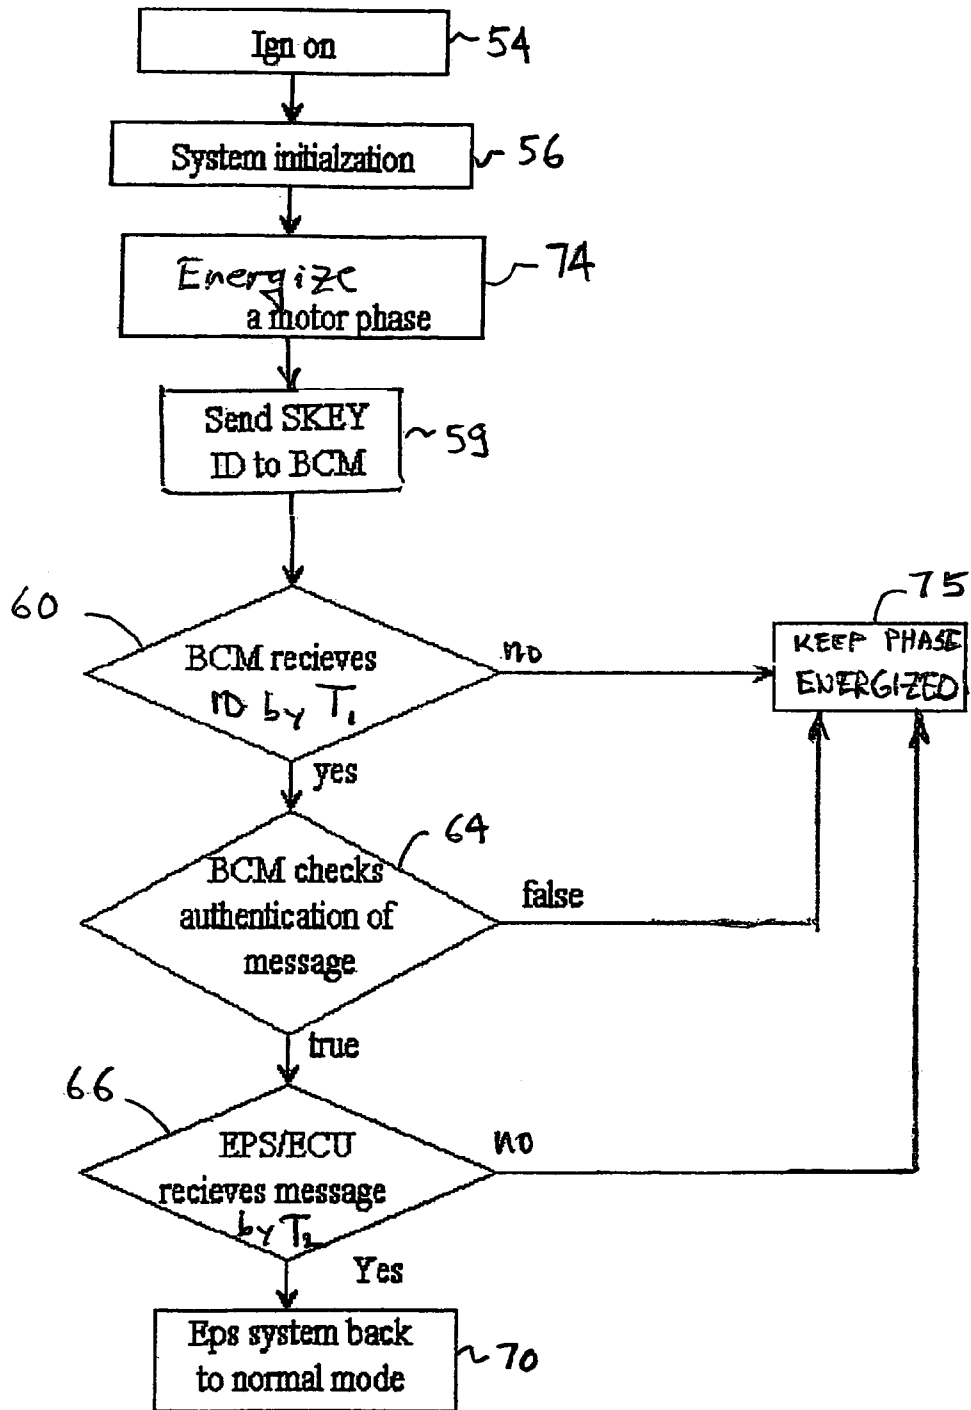 Ign on
54
System initialzation
56
Energize
a motor phase
74
Send SKEY
ID to BCM
59
60
BCM recieves
ID by T₁
no
75
KEEP PHASE
ENERGIZED
yes
64
BCM checks
authentication of
message
false
true
66
EPS/ECU
recieves message
by T₂
no
Yes
Eps system back
to normal mode
70